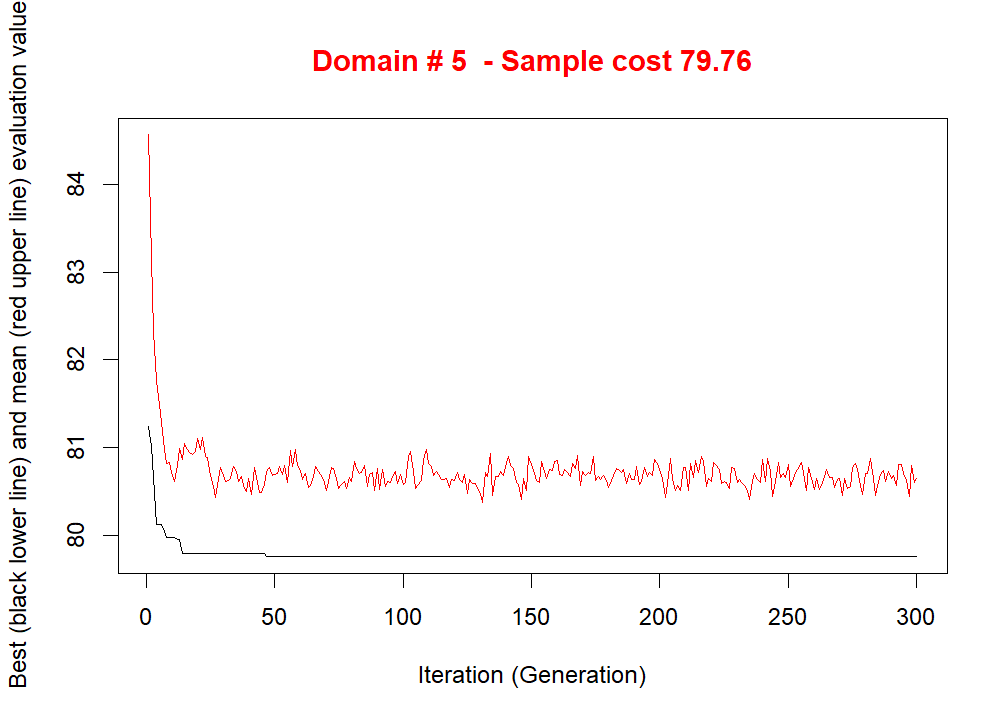 Domain # 5  - Sample cost 79.76
Best (black lower line) and mean (red upper line) evaluation value
84
83
82
81
80
0 50 100 150 200 250 300
Iteration (Generation)